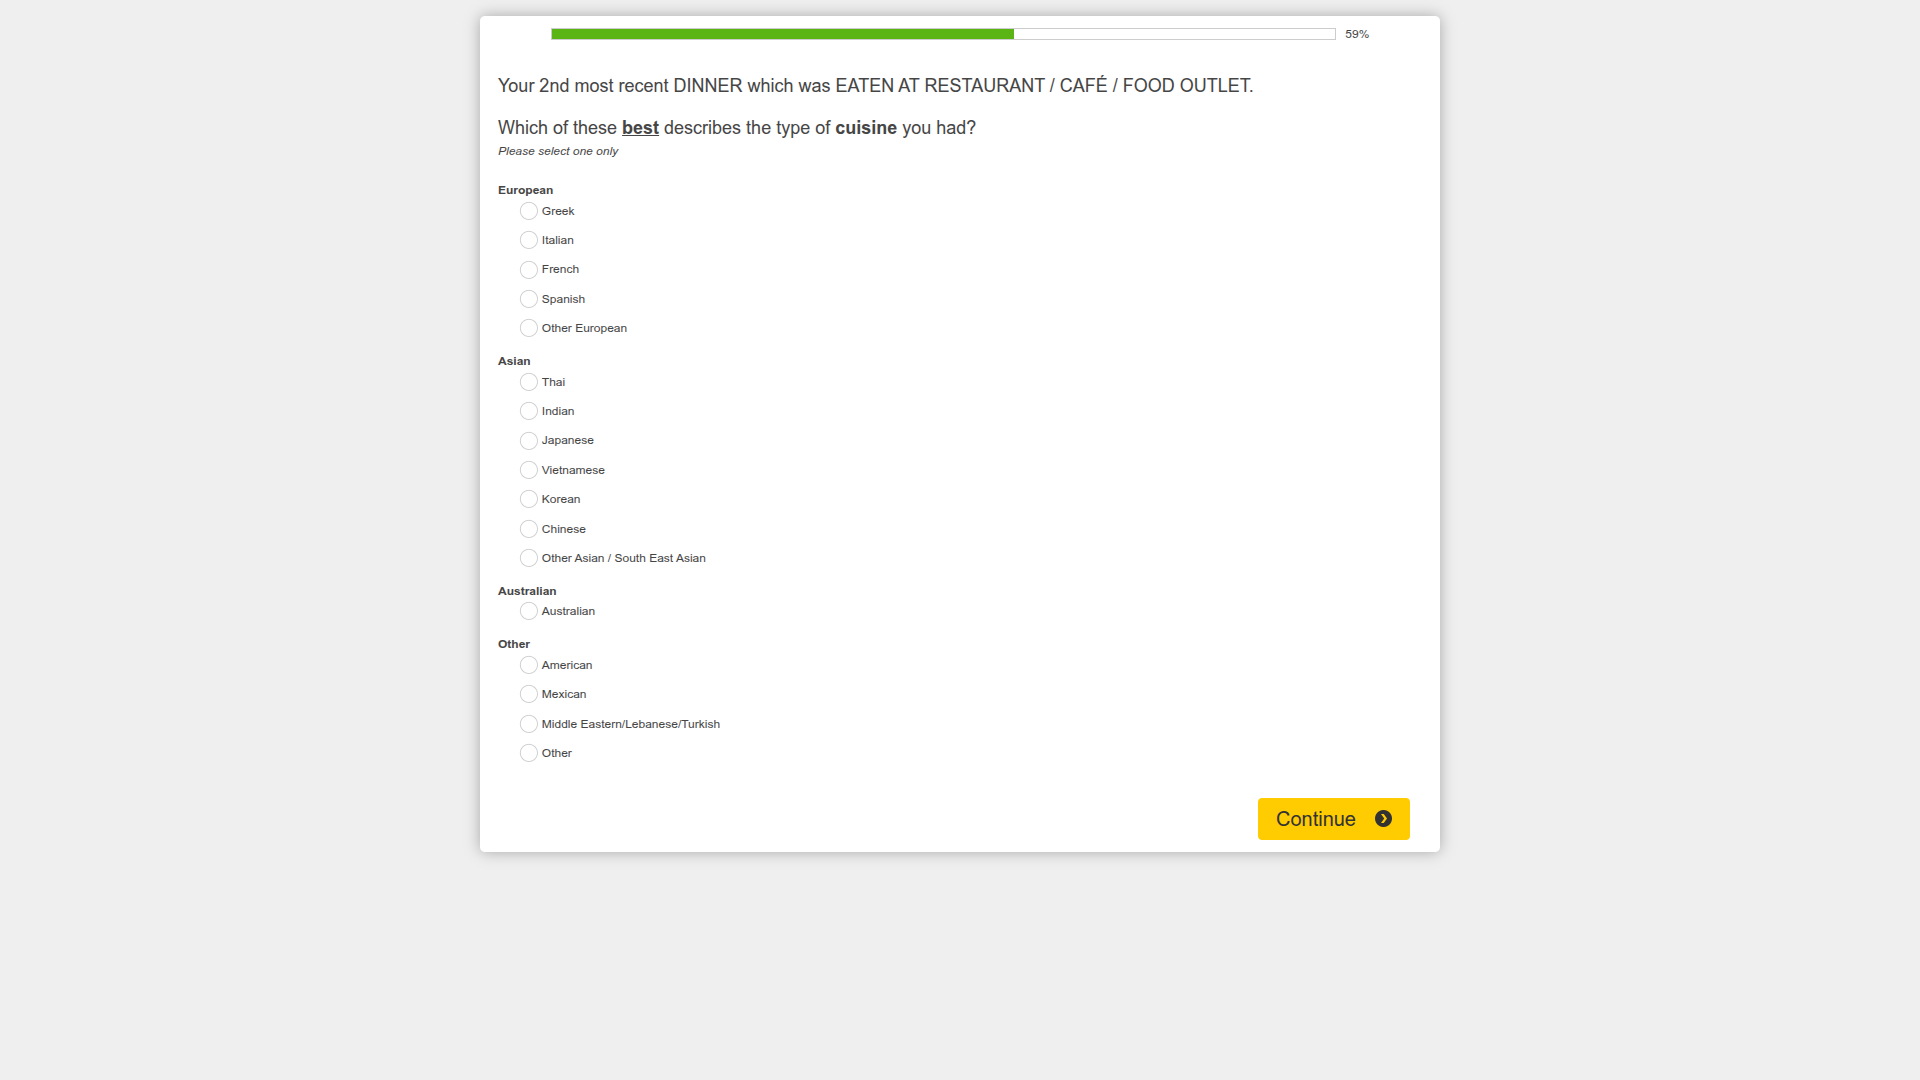 59%
Your 2nd most recent DINNER which was EATEN AT RESTAURANT / CAFÉ / FOOD OUTLET.
Which of these best describes the type of cuisine you had?
Please select one only
European
Greek
Italian
French
Spanish
Other European
Asian
Thai
Indian
Japanese
Vietnamese
Korean
Chinese
Other Asian / South East Asian
Australian
Australian
Other
American
Mexican
Middle Eastern/Lebanese/Turkish
Other
Continue